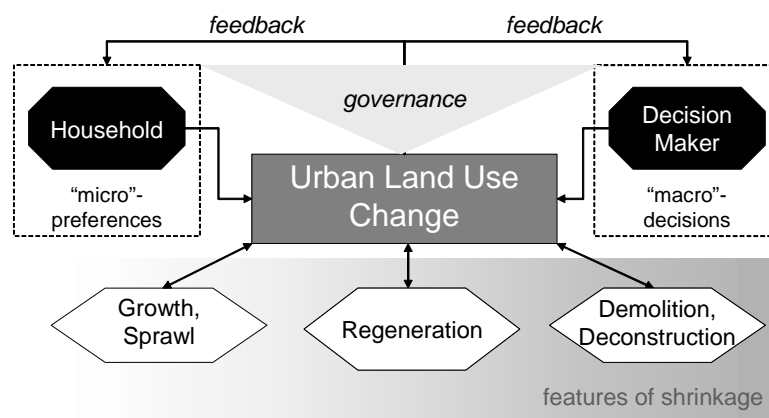 feedback
feedback
governance
Household
Decision
Maker
“micro”-
preferences
Urban Land Use
Change
“macro”-
decisions
Growth,
Sprawl
Regeneration
Demolition,
Deconstruction
features of shrinkage